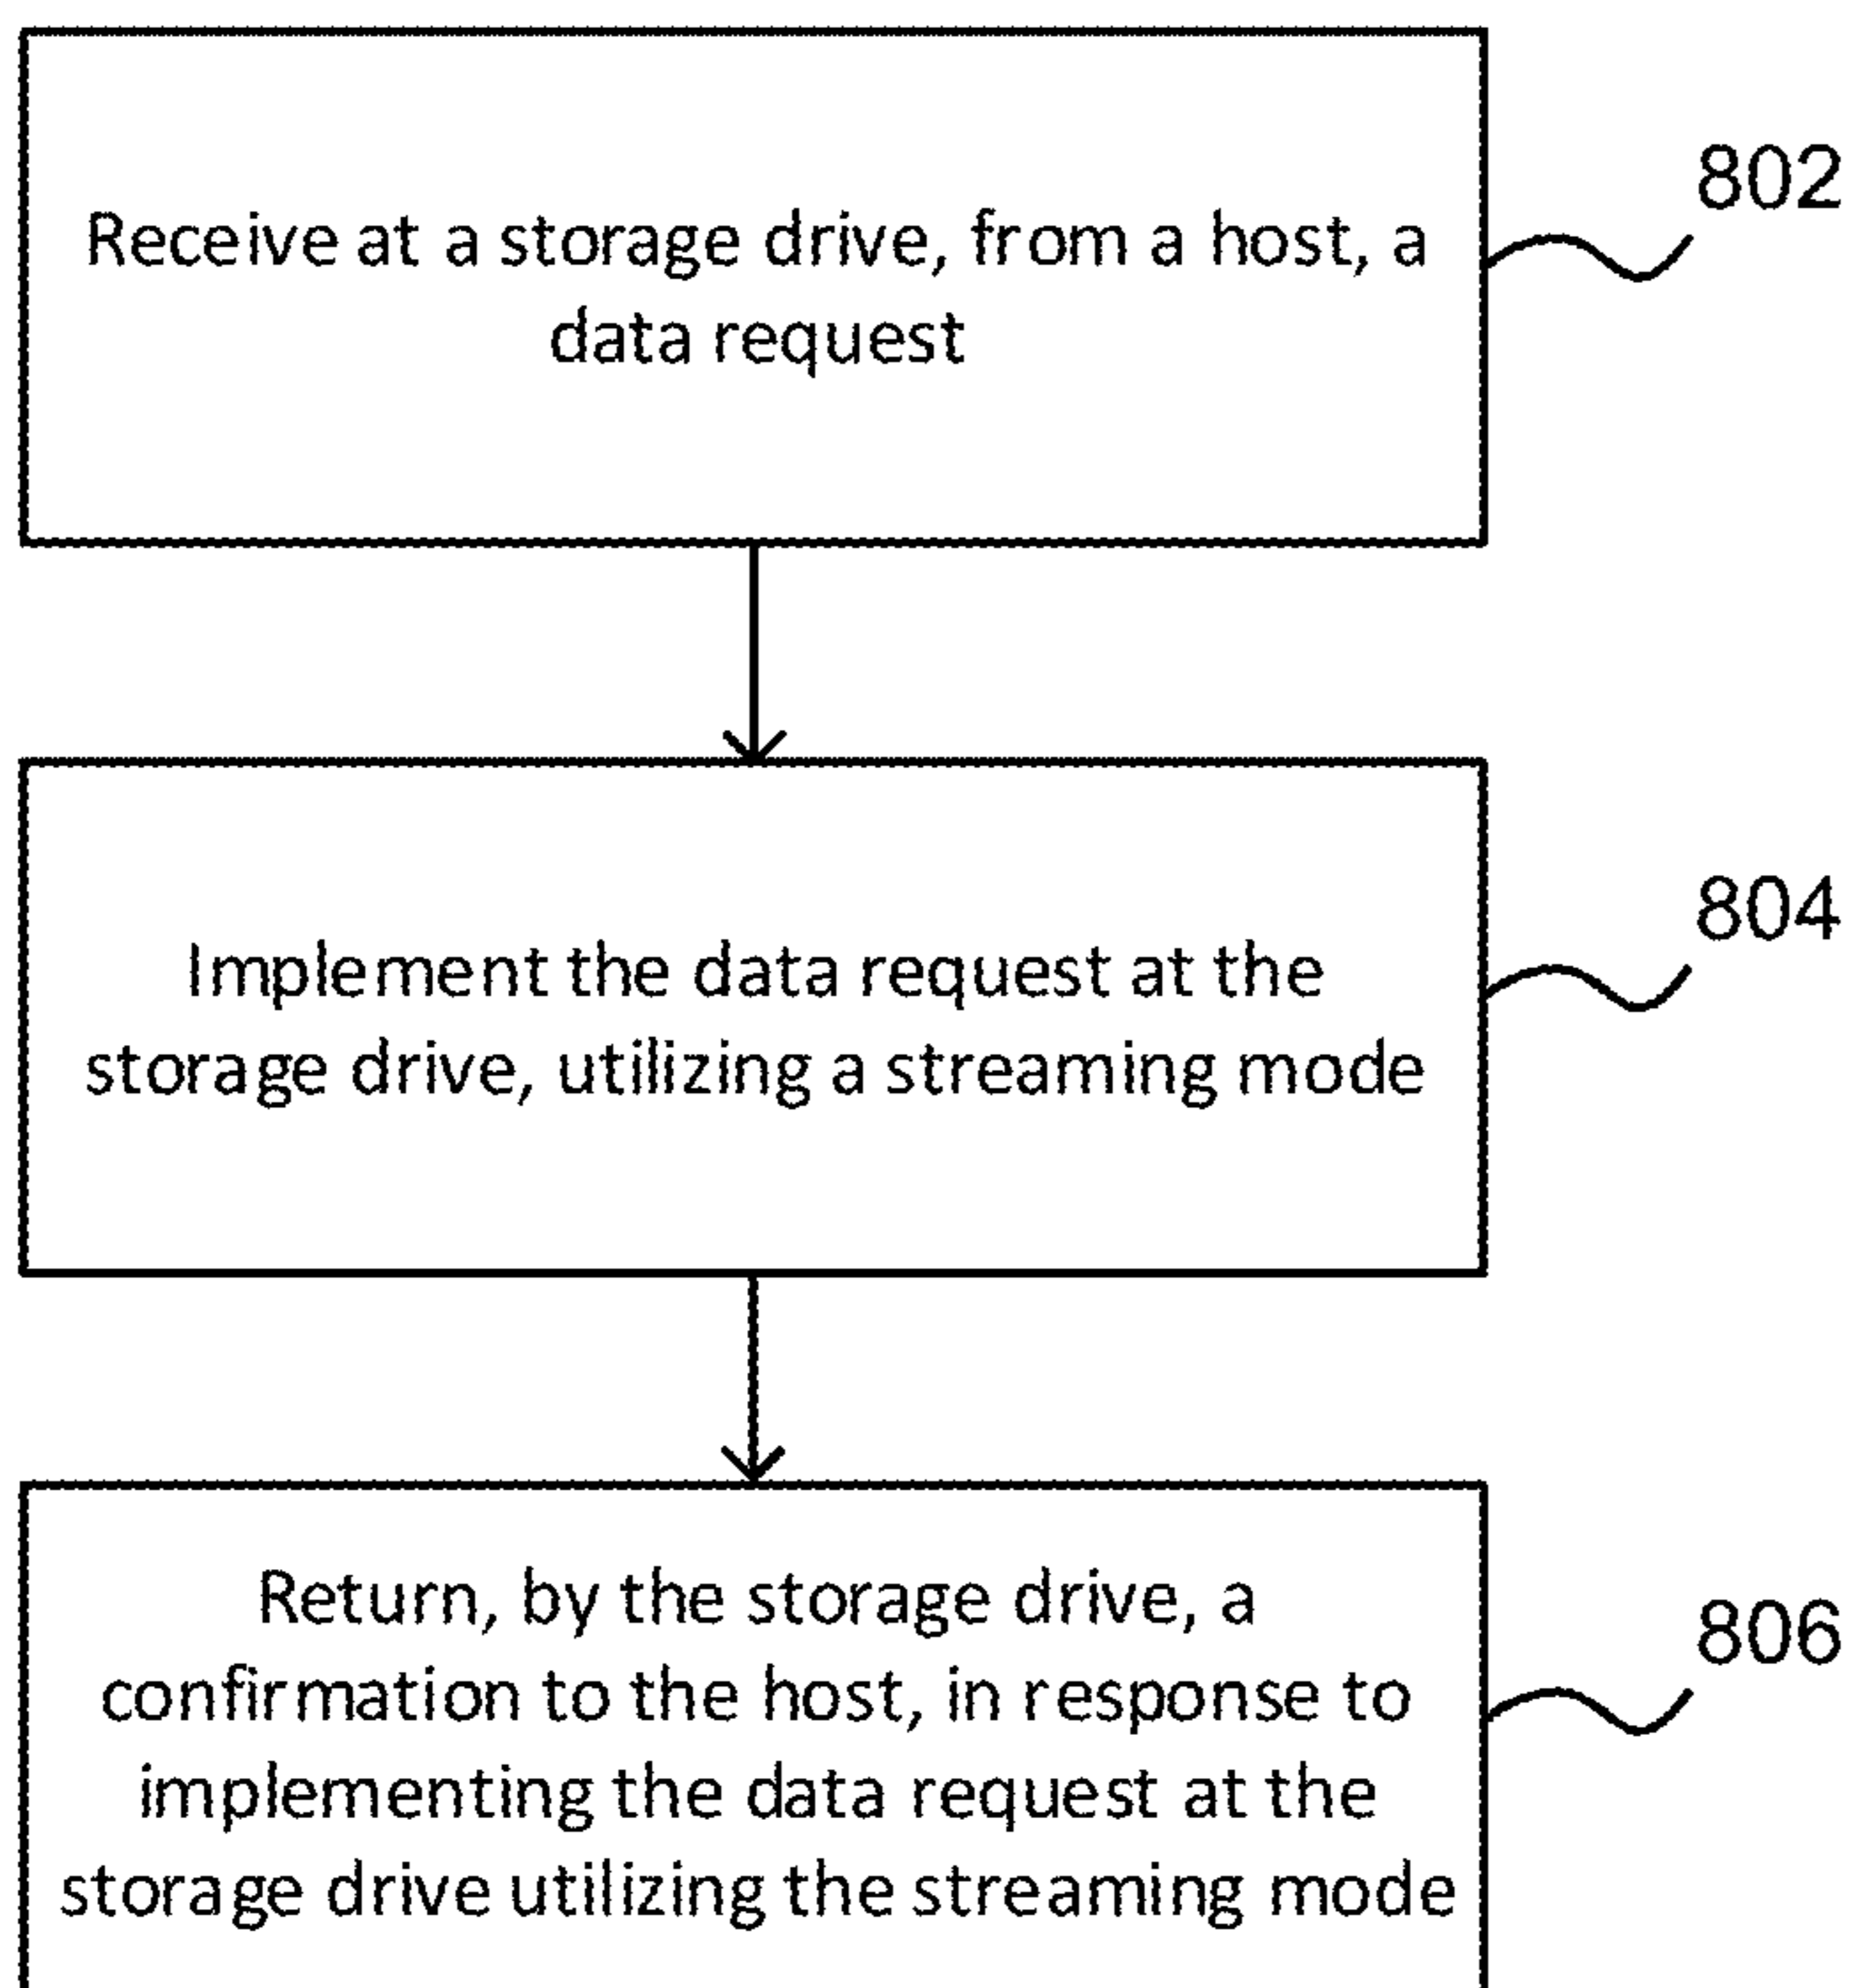 802
Receive at a storage drive, from a host, a
data request
804
Implement the data request at the
storage drive, utilizing a streaming mode
806
Return, by the storage drive, a
confirmation to the host, in response to
implementing the data request at the
storage drive utilizing the streaming mode